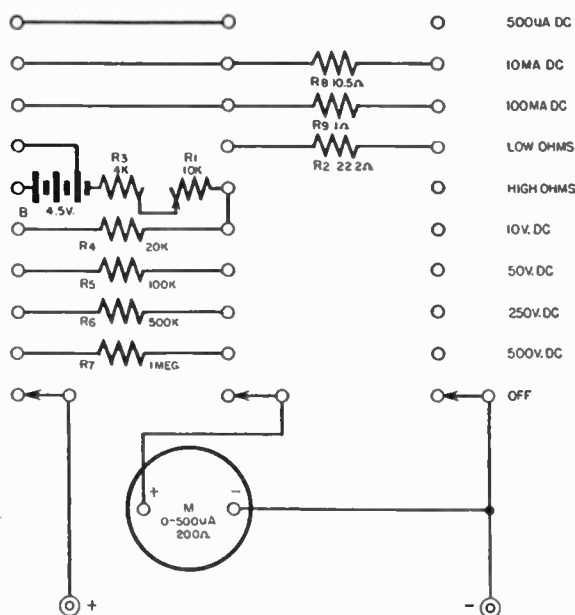 500uA DC
R8 10.5Ω
10MA DC
R9 1Ω
100MA DC
R2 22.2Ω
LOW OHMS
R3
4K
R1
10K
HIGH OHMS
B
4.5V.
R4
20K
10V. DC
R5
100K
50V. DC
R6
500K
250V. DC
R7
1MEG.
500V. DC
OFF
+
-
M
0-500uA
200Ω
+
-